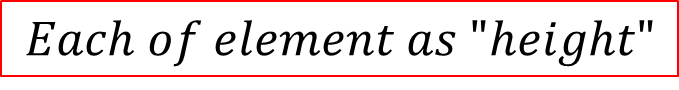 Each of element as "height"